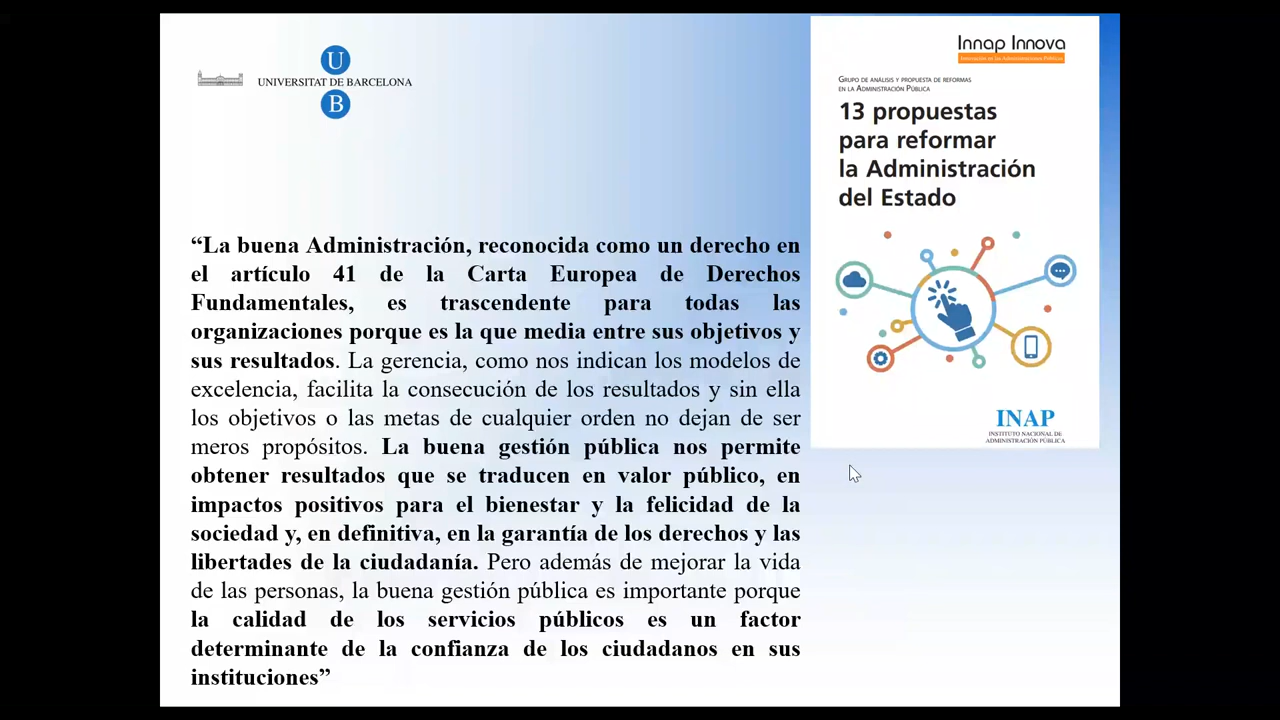 U
UNIVERSITAT DE BARCELONA
B
Innap Innova
Innovación en las Administraciones Públicas
GRUPO DE ANÁLISIS Y PROPUESTA DE REFORMAS
EN LA ADMINISTRACIÓN PÚBLICA
13 propuestas
para reformar
la Administración
del Estado
INAP
INSTITUTO NACIONAL DE
ADMINISTRACIÓN PÚBLICA
“La buena Administración, reconocida como un derecho en
el artículo 41 de la Carta Europea de Derechos
Fundamentales, es trascendente para todas las
organizaciones porque es la que media entre sus objetivos y
sus resultados. La gerencia, como nos indican los modelos de
excelencia, facilita la consecución de los resultados y sin ella
los objetivos o las metas de cualquier orden no dejan de ser
meros propósitos. La buena gestión pública nos permite
obtener resultados que se traducen en valor público, en
impactos positivos para el bienestar y la felicidad de la
sociedad y, en definitiva, en la garantía de los derechos y las
libertades de la ciudadanía. Pero además de mejorar la vida
de las personas, la buena gestión pública es importante porque
la calidad de los servicios públicos es un factor
determinante de la confianza de los ciudadanos en sus
instituciones”